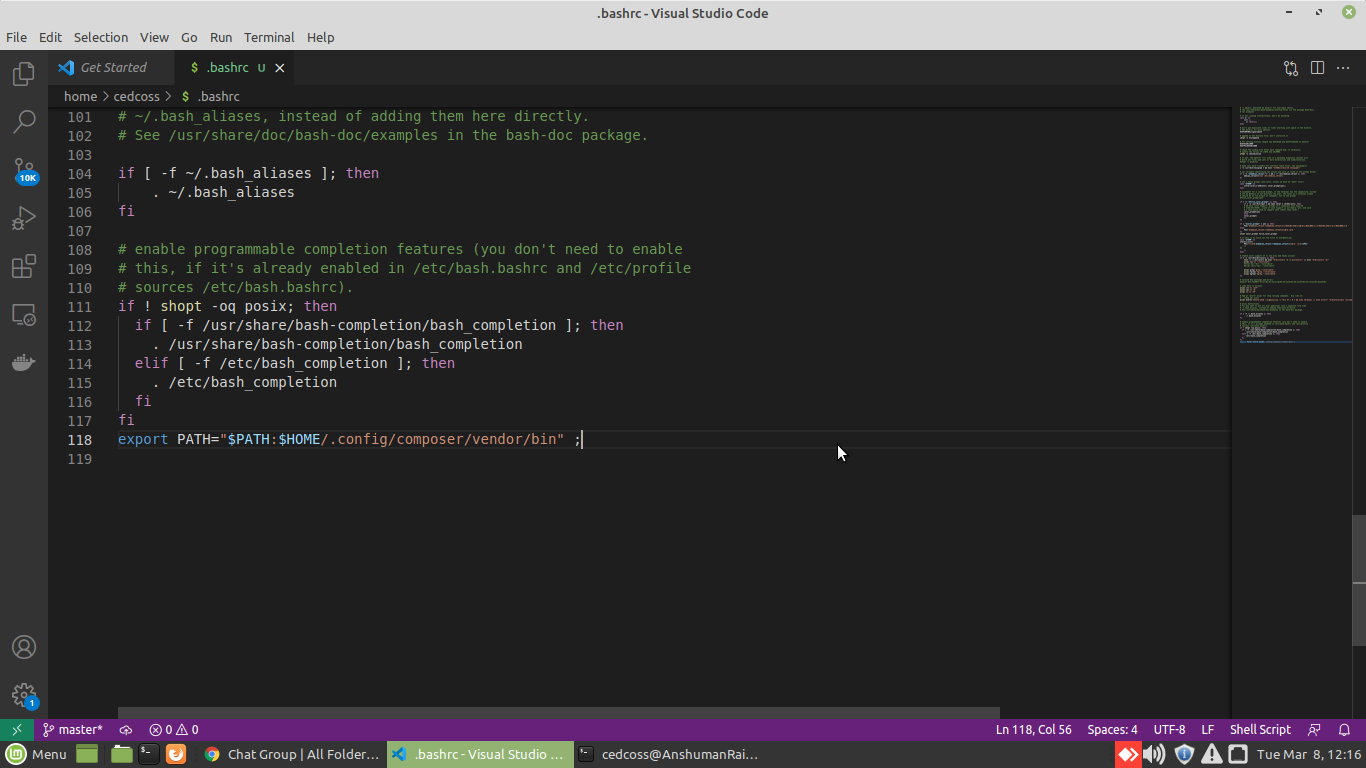 .bashrc - Visual Studio Code
File Edit Selection View Go Run Terminal Help
Get Started
$ .bashrc U
home > cedcoss > $ .bashrc
101 # ~/.bash_aliases, instead of adding them here directly.
102 # See /usr/share/doc/bash-doc/examples in the bash-doc package.
103
104 if [ -f ~/.bash_aliases ]; then
105     . ~/.bash_aliases
106 fi
107
108 # enable programmable completion features (you don't need to enable
109 # this, if it's already enabled in /etc/bash.bashrc and /etc/profile
110 # sources /etc/bash.bashrc).
111 if ! shopt -oq posix; then
112   if [ -f /usr/share/bash-completion/bash_completion ]; then
113     . /usr/share/bash-completion/bash_completion
114   elif [ -f /etc/bash_completion ]; then
115     . /etc/bash_completion
116   fi
117 fi
118 export PATH="$PATH:$HOME/.config/composer/vendor/bin" ;
119
10K
1
master* 0 0 Ln 118, Col 56 Spaces: 4 UTF-8 LF Shell Script
Menu Chat Group | All Folder... .bashrc - Visual Studio ... cedcoss@AnshumanRai... Tue Mar 8, 12:16